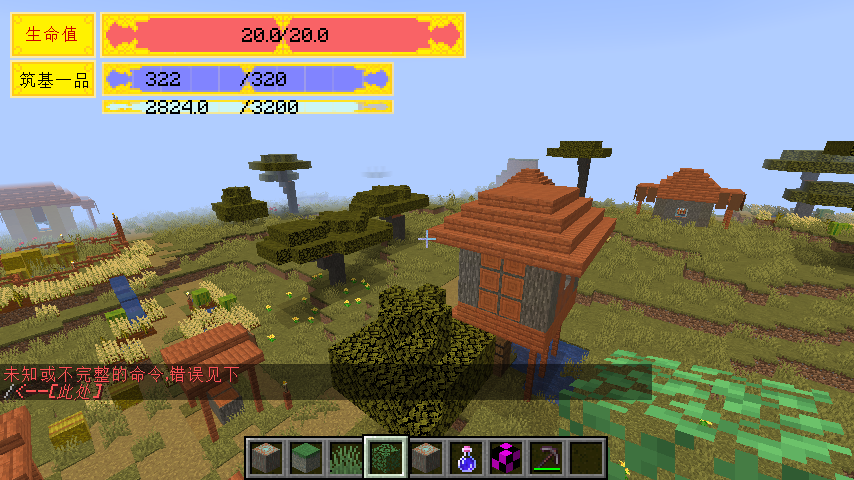 生命值 20.0/20.0
筑基一品 322 /320
2824.0 /3200
未知或不完整的命令,错误见下
/<--[此处]